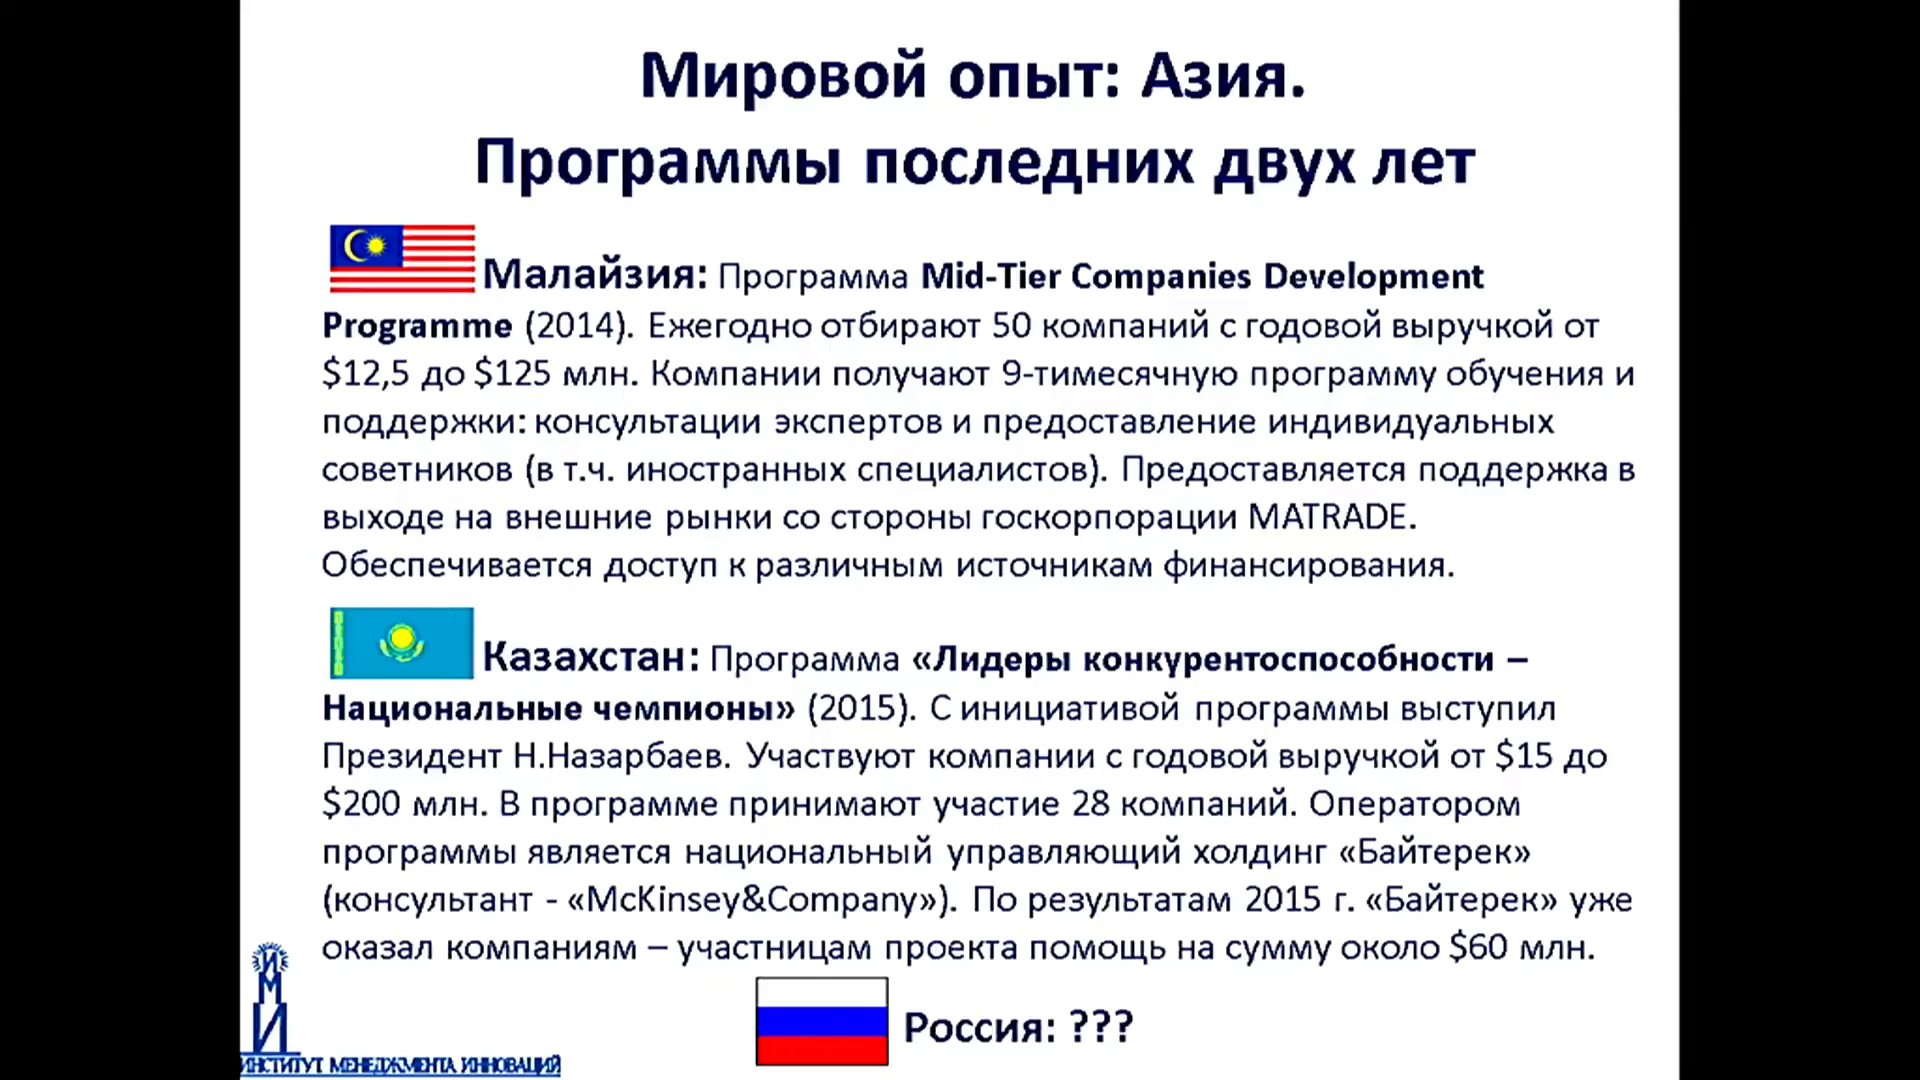 Мировой опыт: Азия.
Программы последних двух лет
Малайзия: Программа Mid-Tier Companies Development
Programme (2014). Ежегодно отбирают 50 компаний с годовой выручкой от
$12,5 до $125 млн. Компании получают 9-тимесячную программу обучения и
поддержки: консультации экспертов и предоставление индивидуальных
советников (в т.ч. иностранных специалистов). Предоставляется поддержка в
выходе на внешние рынки со стороны госкорпорации MATRADE.
Обеспечивается доступ к различным источникам финансирования.
Казахстан: Программа «Лидеры конкурентоспособности –
Национальные чемпионы» (2015). С инициативой программы выступил
Президент Н.Назарбаев. Участвуют компании с годовой выручкой от $15 до
$200 млн. В программе принимают участие 28 компаний. Оператором
программы является национальный управляющий холдинг «Байтерек»
(консультант - «McKinsey&Company»). По результатам 2015 г. «Байтерек» уже
оказал компаниям – участницам проекта помощь на сумму около $60 млн.
Россия: ???
И
М
И
ИНСТИТУТ МЕНЕДЖМЕНТА ИННОВАЦИЙ